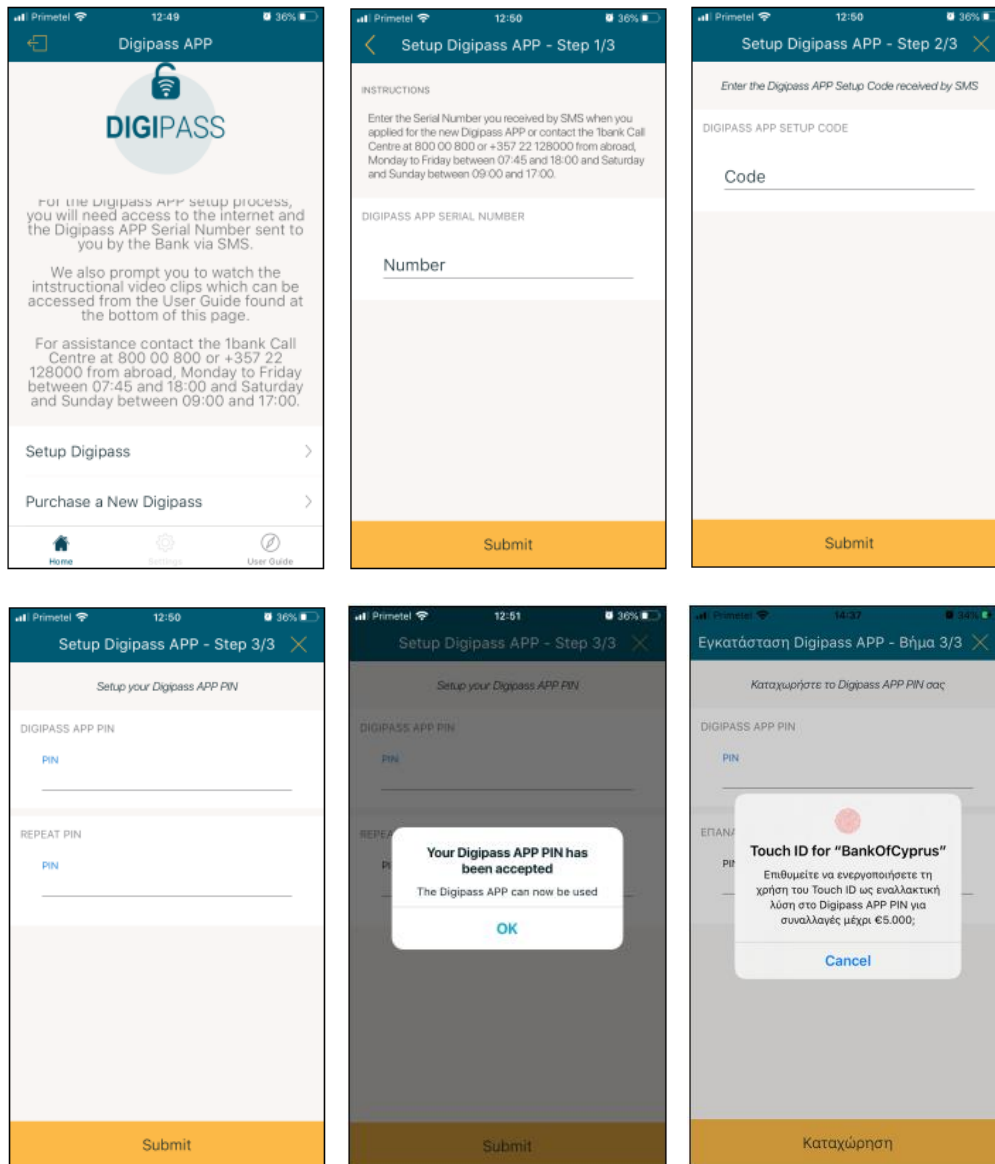 Primetel 12:49 36%
Digipass APP
DIGIPASS
For the Digipass APP setup process,
you will need access to the internet and
the Digipass APP Serial Number sent to
you by the Bank via SMS.
We also prompt you to watch the
intstructional video clips which can be
accessed from the User Guide found at
the bottom of this page.
For assistance contact the 1bank Call
Centre at 800 00 800 or +357 22
128000 from abroad, Monday to Friday
between 07:45 and 18:00 and Saturday
and Sunday between 09:00 and 17:00.
Setup Digipass
Purchase a New Digipass
Home Settings User Guide
Primetel 12:50 36%
Setup Digipass APP - Step 1/3
INSTRUCTIONS
Enter the Serial Number you received by SMS when you
applied for the new Digipass APP or contact the 1bank Call
Centre at 800 00 800 or +357 22 128000 from abroad,
Monday to Friday between 07:45 and 18:00 and Saturday
and Sunday between 09:00 and 17:00.
DIGIPASS APP SERIAL NUMBER
Number
Submit
Primetel 12:50 36%
Setup Digipass APP - Step 2/3
Enter the Digipass APP Setup Code received by SMS
DIGIPASS APP SETUP CODE
Code
Submit
Primetel 12:50 36%
Setup Digipass APP - Step 3/3
Setup your Digipass APP PIN
DIGIPASS APP PIN
PIN
REPEAT PIN
PIN
Submit
Primetel 12:51 36%
Setup Digipass APP - Step 3/3
Setup your Digipass APP PIN
DIGIPASS APP PIN
PIN
REPEA
PI
Your Digipass APP PIN has
been accepted
The Digipass APP can now be used
OK
Submit
Primetel 14:37 34%
Εγκατάσταση Digipass APP - Βήμα 3/3
Καταχωρήστε το Digipass APP PIN σας
DIGIPASS APP PIN
PIN
ΕΠΑΝΑ
PIN
Touch ID for “BankOfCyprus”
Επιθυμείτε να ενεργοποιήσετε τη
χρήση του Touch ID ως εναλλακτική
λύση στο Digipass APP PIN για
συναλλαγές μέχρι €5.000;
Cancel
Καταχώρηση